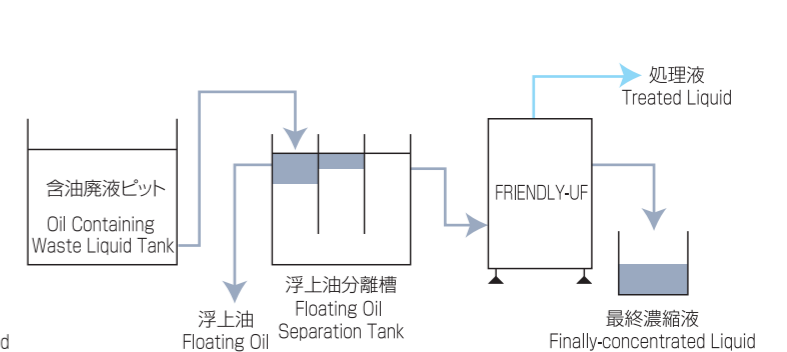 処理液
Treated Liquid
含油廃液ピット
Oil Containing
Waste Liquid Tank
FRIENDLY-UF
浮上油分離槽
Floating Oil
Separation Tank
浮上油
Floating Oil
最終濃縮液
Finally-concentrated Liquid
d